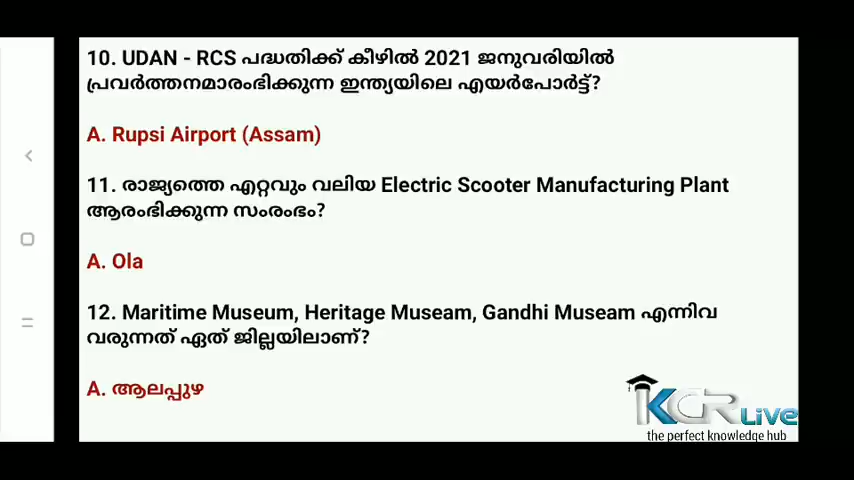 10. UDAN - RCS പദ്ധതിക്ക് കീഴിൽ 2021 ജനുവരിയിൽ
പ്രവർത്തനമാരംഭിക്കുന്ന ഇന്ത്യയിലെ എയർപോർട്ട്?
A. Rupsi Airport (Assam)
11. രാജ്യത്തെ ഏറ്റവും വലിയ Electric Scooter Manufacturing Plant
ആരംഭിക്കുന്ന സംരംഭം?
A. Ola
12. Maritime Museum, Heritage Museam, Gandhi Museam എന്നിവ
വരുന്നത് ഏത് ജില്ലയിലാണ്?
A. ആലപ്പുഴ
KCR LIVE
the perfect knowledge hub